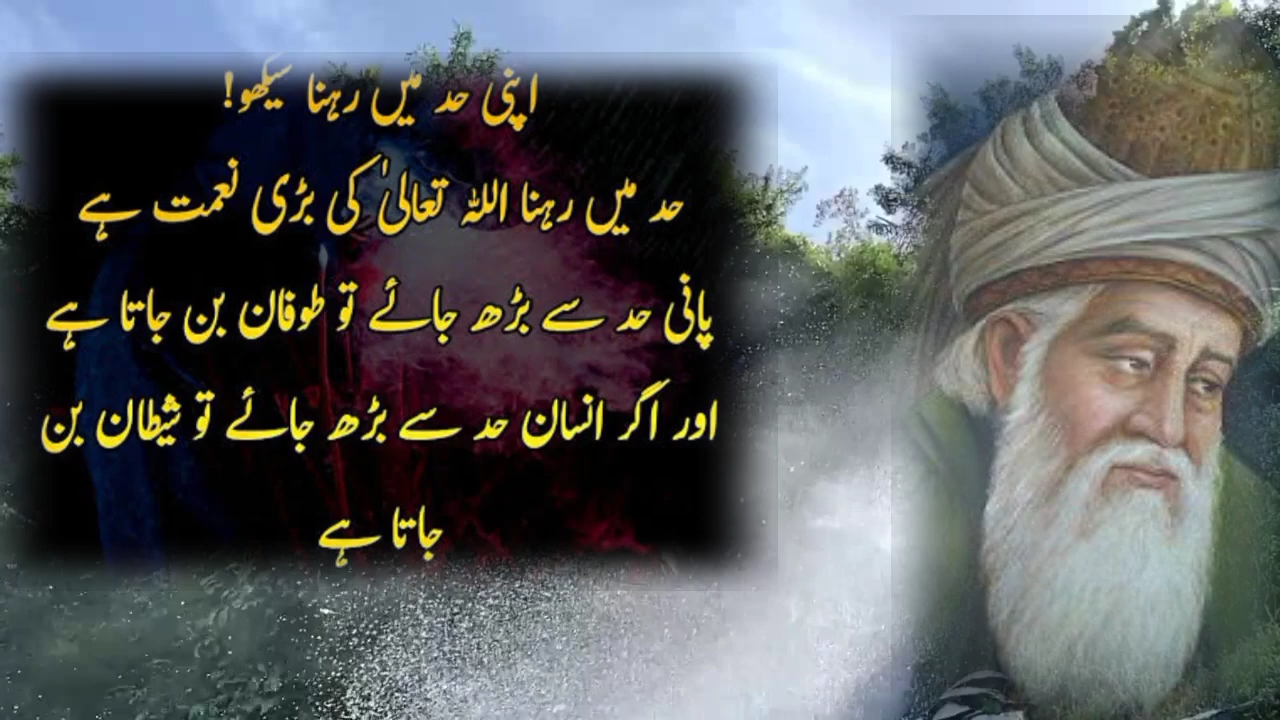 اپنی حد میں رہنا سیکھو!
حد میں رہنا اللہ تعالیٰ کی بڑی نعمت ہے
پانی حد سے بڑھ جائے تو طوفان بن جاتا ہے
اور اگر انسان حد سے بڑھ جائے تو شیطان بن
جاتا ہے